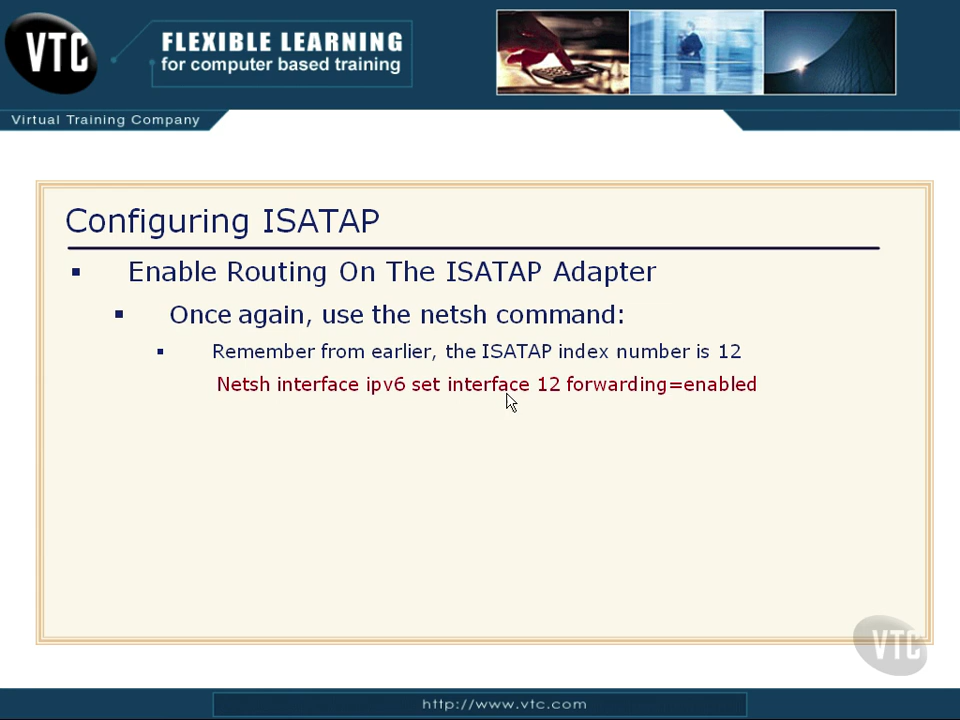 VTC
FLEXIBLE LEARNING
for computer based training
Virtual Training Company
Configuring ISATAP
▪ Enable Routing On The ISATAP Adapter
▪ Once again, use the netsh command:
▪ Remember from earlier, the ISATAP index number is 12
Netsh interface ipv6 set interface 12 forwarding=enabled
VTC
http://www.vtc.com